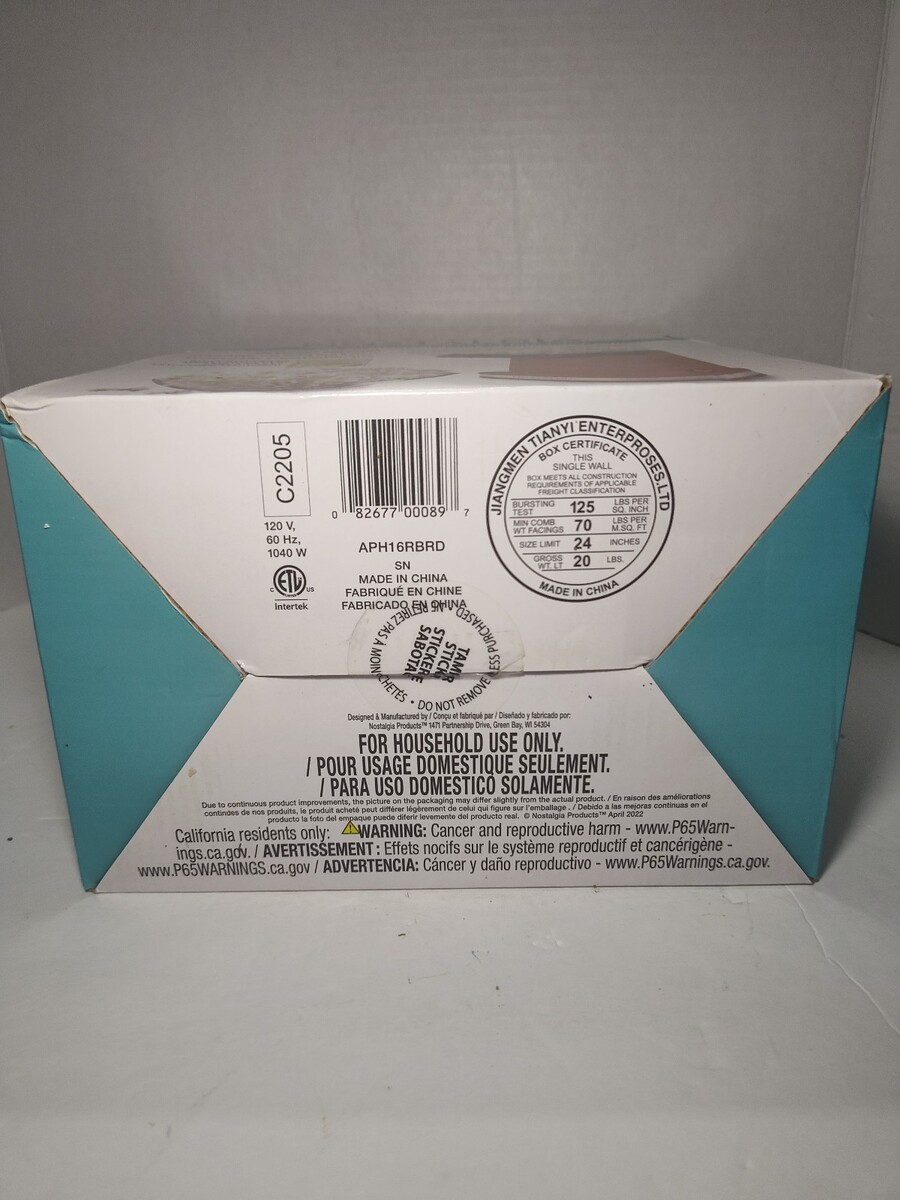 C2205
120 V,
60 Hz,
1040 W
ETL
C US
Intertek
0 82677 00089 7
APH16RBRD
SN
MADE IN CHINA
FABRIQUÉ EN CHINE
FABRICADO EN CHINA
JIANGMEN TIANYI ENTERPROSES.LTD
BOX CERTIFICATE
THIS
SINGLE WALL
BOX MEETS ALL CONSTRUCTION
REQUIREMENTS OF APPLICABLE
FREIGHT CLASSIFICATION
BURSTING TEST 125 LBS PER SQ. INCH
MIN COMB WT FACINGS 70 LBS PER M.SQ. FT
SIZE LIMIT 24 INCHES
GROSS WT. LT 20 LBS.
MADE IN CHINA
RETIREZ PAS À MOIN
CHETÉS • DO NOT REMOVE
ESS PURCHASED
Designed & Manufactured by / Conçu et fabriqué par / Diseñado y fabricado por:
Nostalgia Products™ 1471 Partnership Drive, Green Bay, WI 54304
FOR HOUSEHOLD USE ONLY.
/ POUR USAGE DOMESTIQUE SEULEMENT.
/ PARA USO DOMESTICO SOLAMENTE.
Due to continuous product improvements, the picture on the packaging may differ slightly from the actual product. / En raison des améliorations
continues de nos produits, le produit acheté peut différer légèrement de celui qui figure sur l'emballage . / Debido a las mejoras continuas en el
producto la foto del empaque puede diferir levemente del producto real. © Nostalgia Products™ April 2022
California residents only: WARNING: Cancer and reproductive harm - www.P65Warn-
ings.ca.gov. / AVERTISSEMENT : Effets nocifs sur le système reproductif et cancérigène -
www.P65WARNINGS.ca.gov / ADVERTENCIA: Cáncer y daño reproductivo - www.P65Warnings.ca.gov.